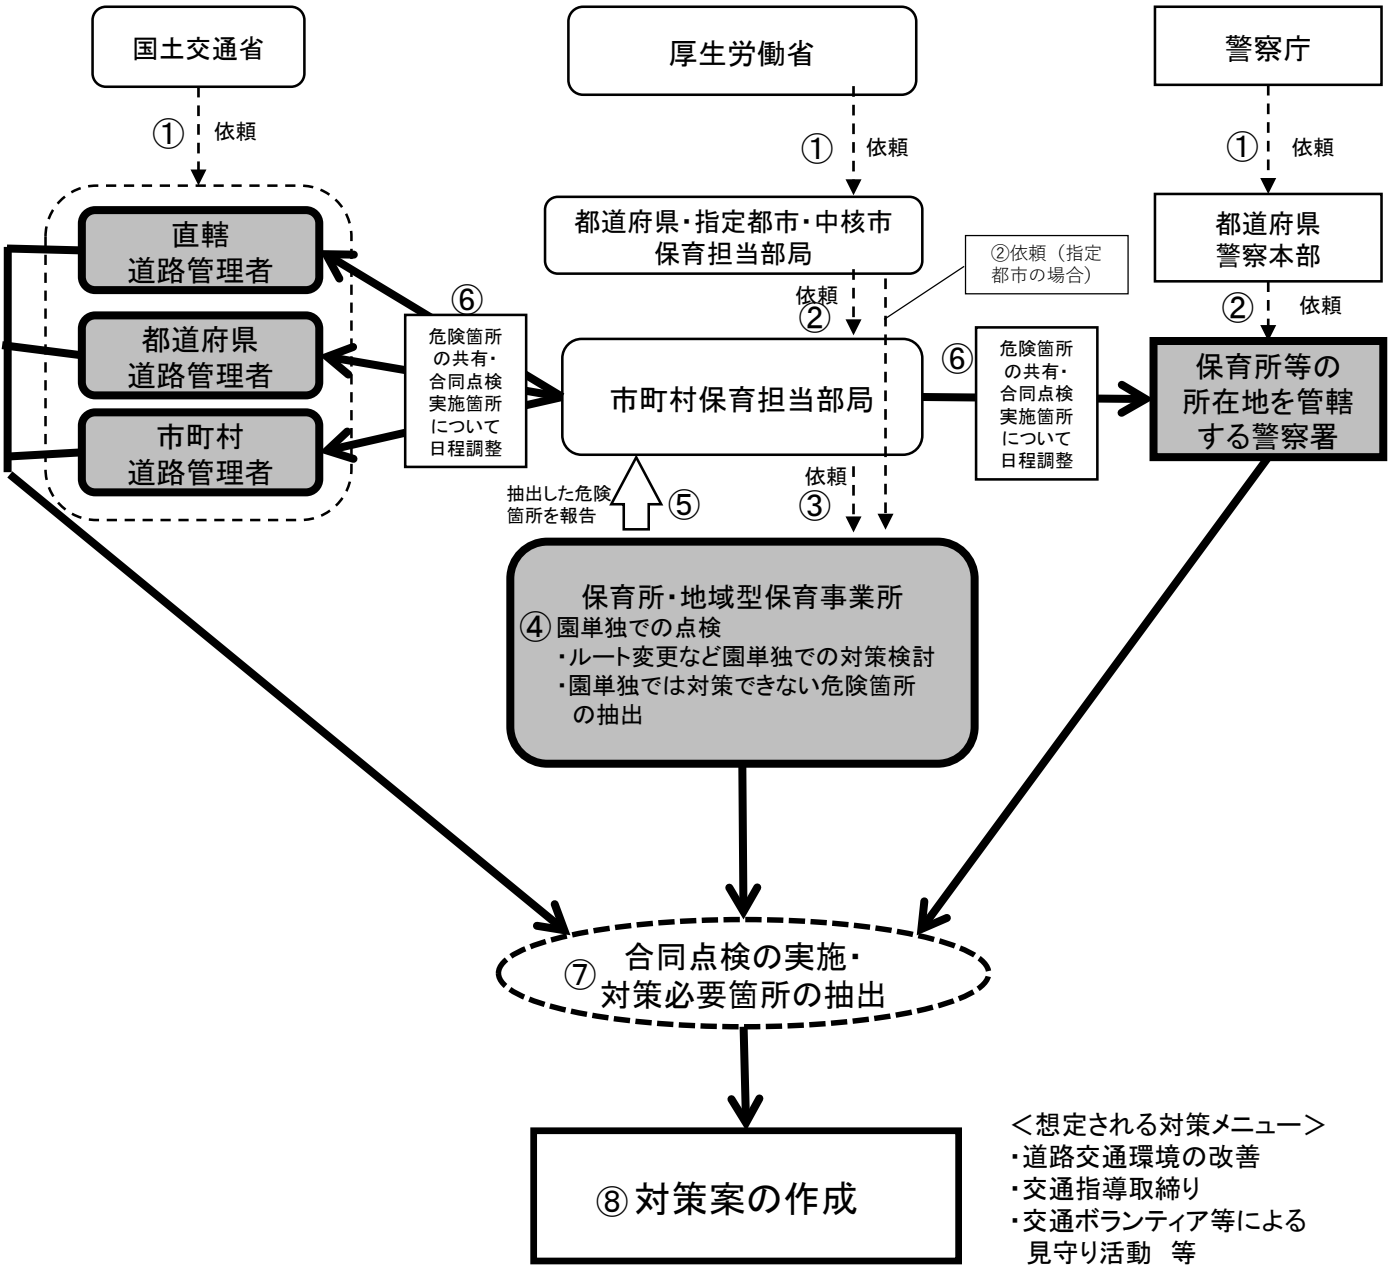 国土交通省
厚生労働省
警察庁
①
依頼
①
依頼
①
依頼
都道府県・指定都市・中核市
保育担当部局
都道府県
警察本部
直轄
道路管理者
都道府県
道路管理者
市町村
道路管理者
②依頼（指定
都市の場合）
依頼
②
②
依頼
⑥
危険箇所
の共有・
合同点検
実施箇所
について
日程調整
市町村保育担当部局
⑥
危険箇所
の共有・
合同点検
実施箇所
について
日程調整
保育所等の
所在地を管轄
する警察署
抽出した危険
箇所を報告
⑤
依頼
③
保育所・地域型保育事業所
④園単独での点検
・ルート変更など園単独での対策検討
・園単独では対策できない危険箇所
の抽出
⑦
合同点検の実施・
対策必要箇所の抽出
⑧対策案の作成
＜想定される対策メニュー＞
・道路交通環境の改善
・交通指導取締り
・交通ボランティア等による
見守り活動　等